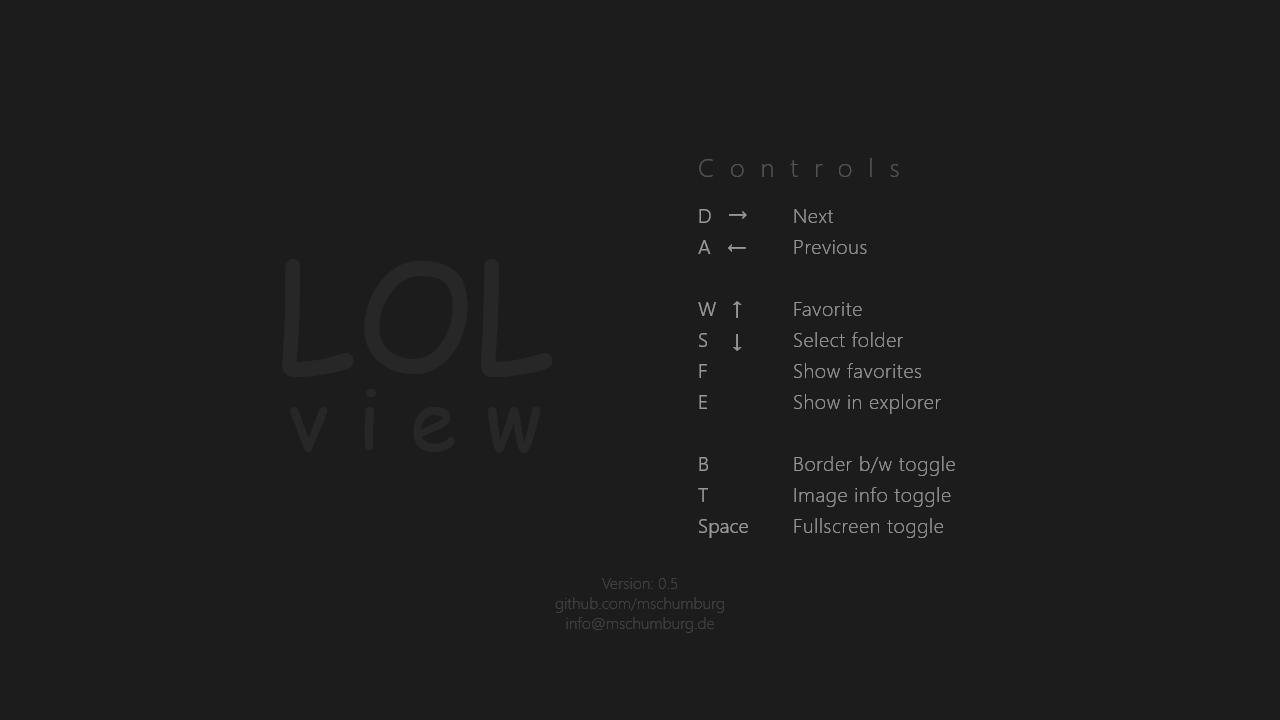 LOL
view
Controls
D → Next
A ← Previous
W ↑ Favorite
S ↓ Select folder
F Show favorites
E Show in explorer
B Border b/w toggle
T Image info toggle
Space Fullscreen toggle
Version: 0.5
github.com/mschumburg
info@mschumburg.de